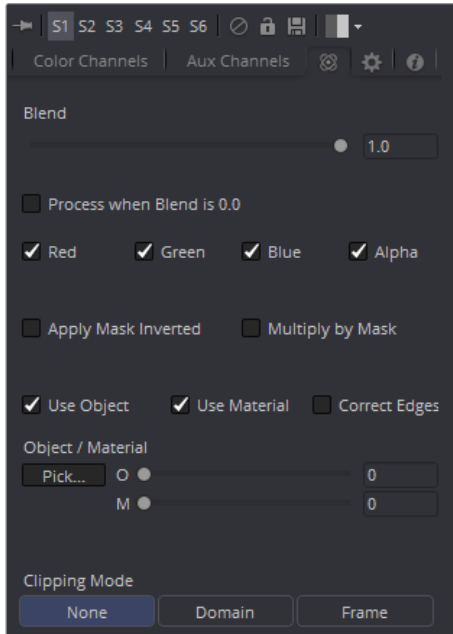 S1 S2 S3 S4 S5 S6
Color Channels Aux Channels
Blend
1.0
Process when Blend is 0.0
Red Green Blue Alpha
Apply Mask Inverted Multiply by Mask
Use Object Use Material Correct Edges
Object / Material
Pick... O 0
M 0
Clipping Mode
None Domain Frame